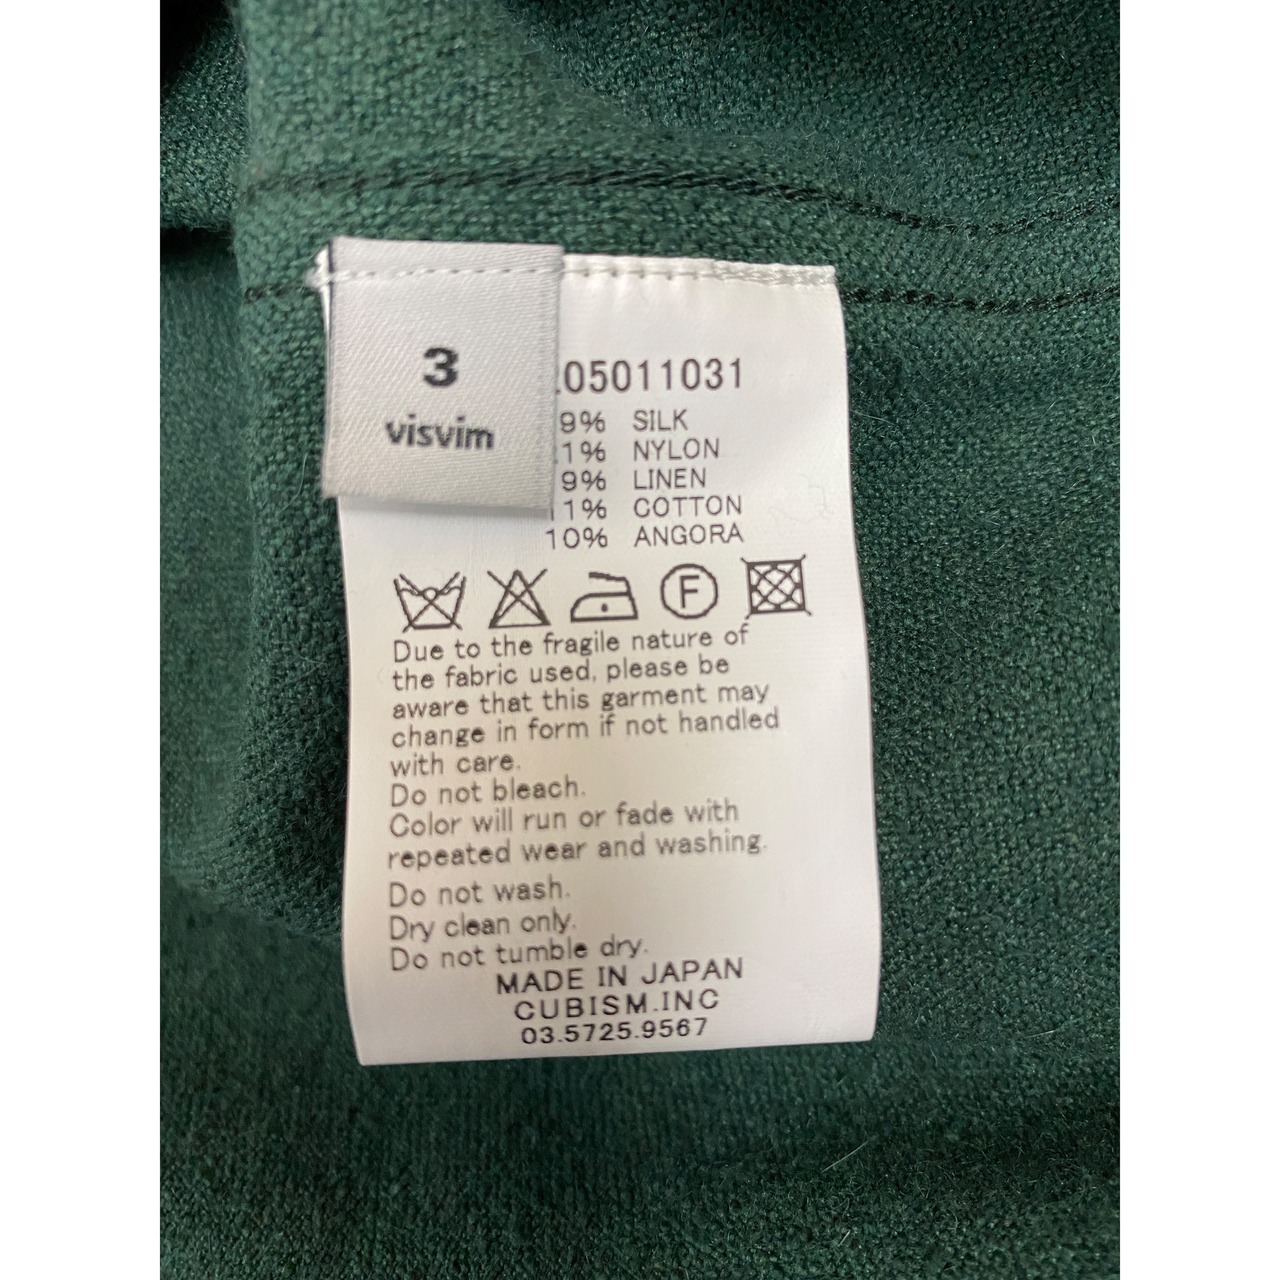 3
visvim
05011031
9% SILK
1% NYLON
9% LINEN
1% COTTON
10% ANGORA
F
Due to the fragile nature of
the fabric used, please be
aware that this garment may
change in form if not handled
with care.
Do not bleach.
Color will run or fade with
repeated wear and washing.
Do not wash.
Dry clean only.
Do not tumble dry.
MADE IN JAPAN
CUBISM.INC
03.5725.9567